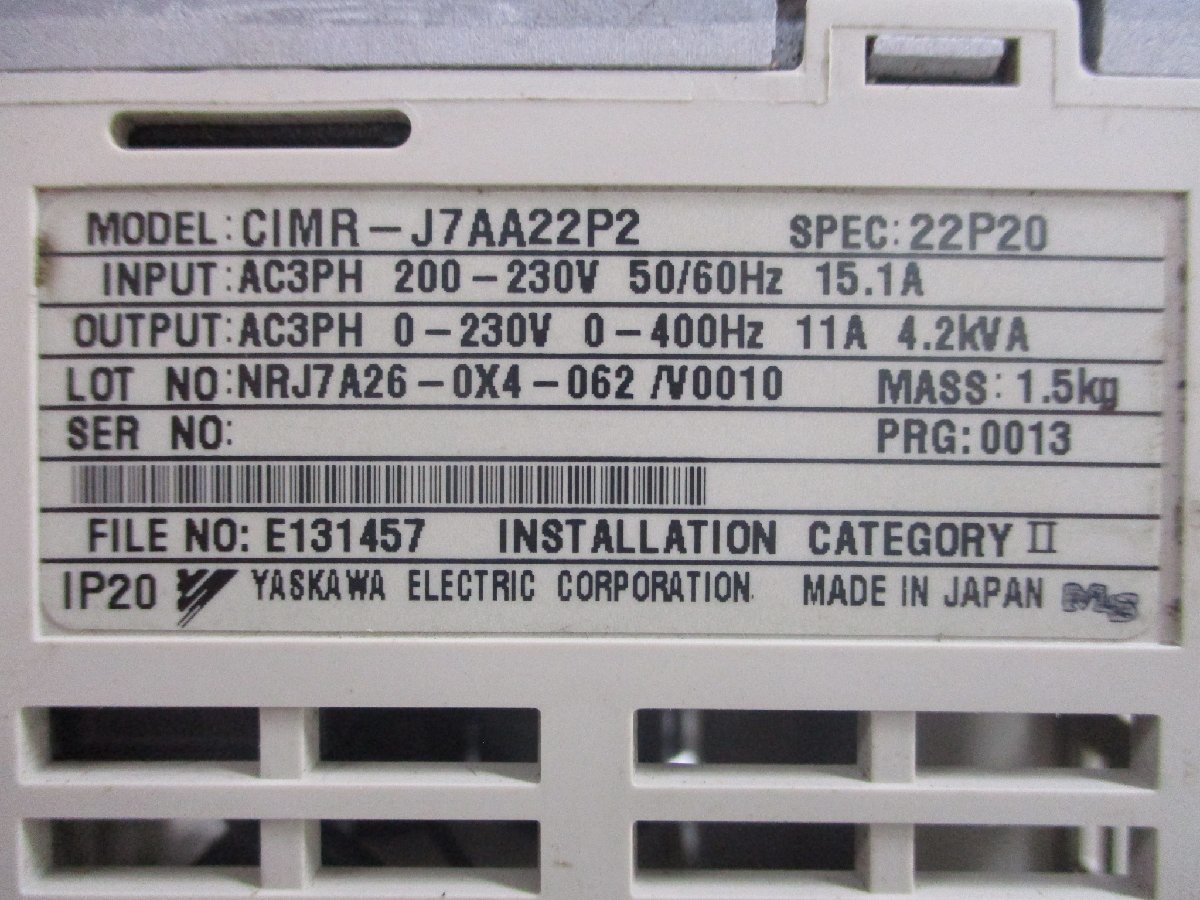 MODEL: CIMR-J7AA22P2 SPEC: 22P20
INPUT: AC3PH 200-230V 50/60Hz 15.1A
OUTPUT: AC3PH 0-230V 0-400Hz 11A 4.2kVA
LOT NO: NRJ7A26-0X4-062 /V0010 MASS: 1.5kg
SER NO: PRG: 0013
FILE NO: E131457 INSTALLATION CATEGORY II
IP20 YASKAWA ELECTRIC CORPORATION MADE IN JAPAN